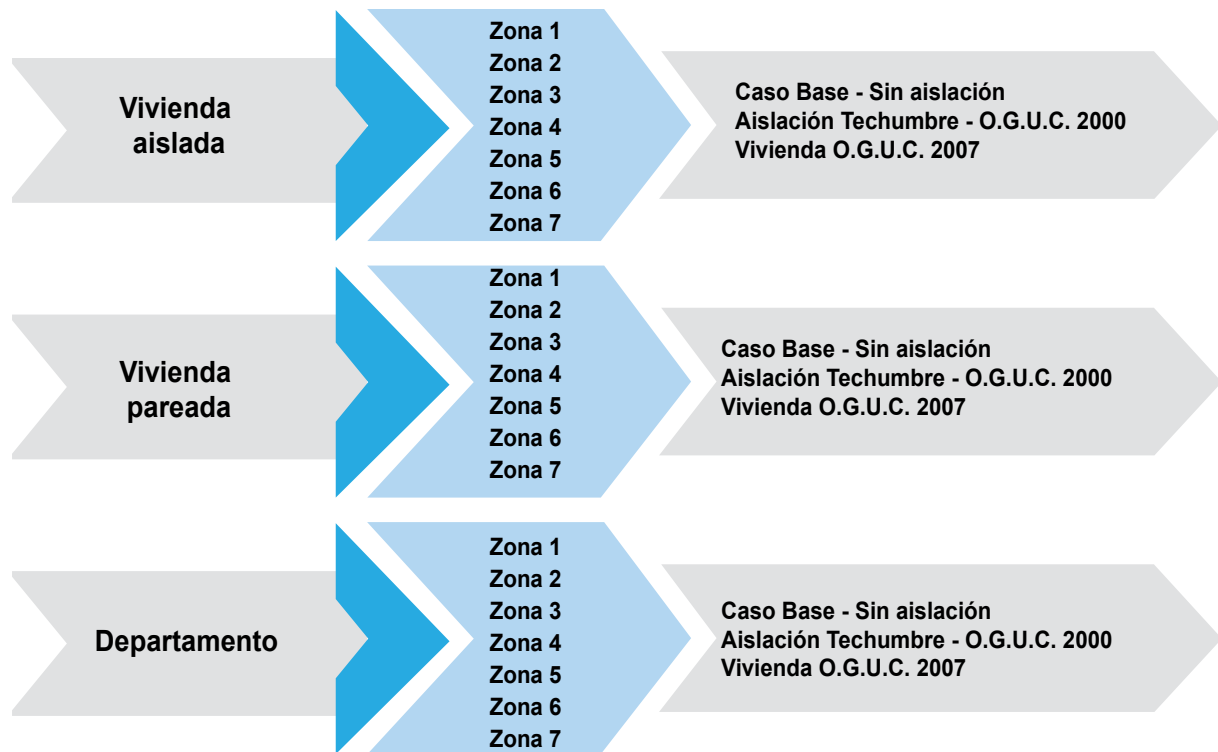 Vivienda
aislada
Zona 1
Zona 2
Zona 3
Zona 4
Zona 5
Zona 6
Zona 7
Caso Base - Sin aislación
Aislación Techumbre - O.G.U.C. 2000
Vivienda O.G.U.C. 2007
Vivienda
pareada
Zona 1
Zona 2
Zona 3
Zona 4
Zona 5
Zona 6
Zona 7
Caso Base - Sin aislación
Aislación Techumbre - O.G.U.C. 2000
Vivienda O.G.U.C. 2007
Departamento
Zona 1
Zona 2
Zona 3
Zona 4
Zona 5
Zona 6
Zona 7
Caso Base - Sin aislación
Aislación Techumbre - O.G.U.C. 2000
Vivienda O.G.U.C. 2007